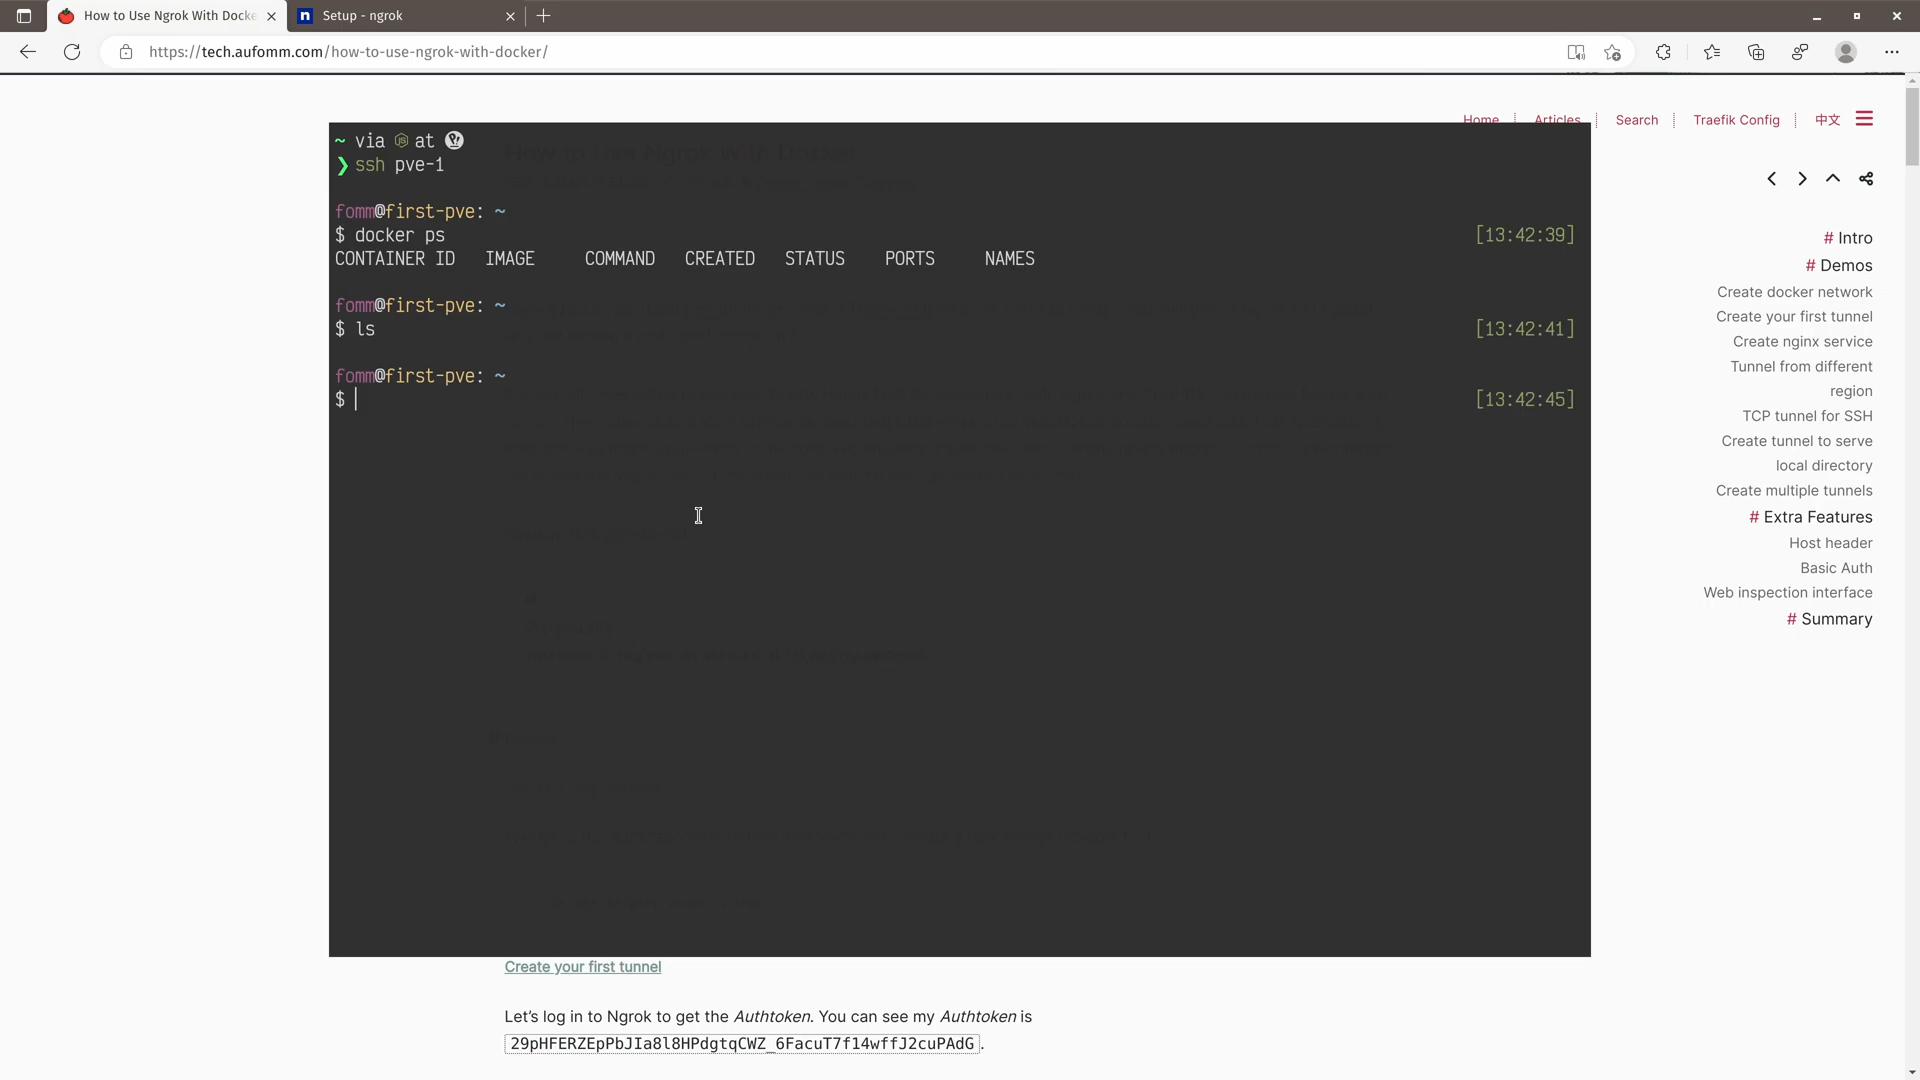 How to Use Ngrok With Docke
Setup - ngrok
https://tech.aufomm.com/how-to-use-ngrok-with-docker/
Home
Articles
Search
Traefik Config
中文
~ via at
❯ ssh pve-1
fomm@first-pve: ~
$ docker ps [13:42:39]
CONTAINER ID IMAGE COMMAND CREATED STATUS PORTS NAMES
fomm@first-pve: ~
$ ls [13:42:41]
fomm@first-pve: ~
$ [13:42:45]
How to Use Ngrok With Docker
# Intro
# Demos
Create docker network
Create your first tunnel
Create nginx service
Tunnel from different
region
TCP tunnel for SSH
Create tunnel to serve
local directory
Create multiple tunnels
# Extra Features
Host header
Basic Auth
Web inspection interface
# Summary
Create your first tunnel
Let’s log in to Ngrok to get the Authtoken. You can see my Authtoken is
29pHFERZEpPbJIa8l8HPdgtqCWZ_6FacuT7f14wffJ2cuPAdG.